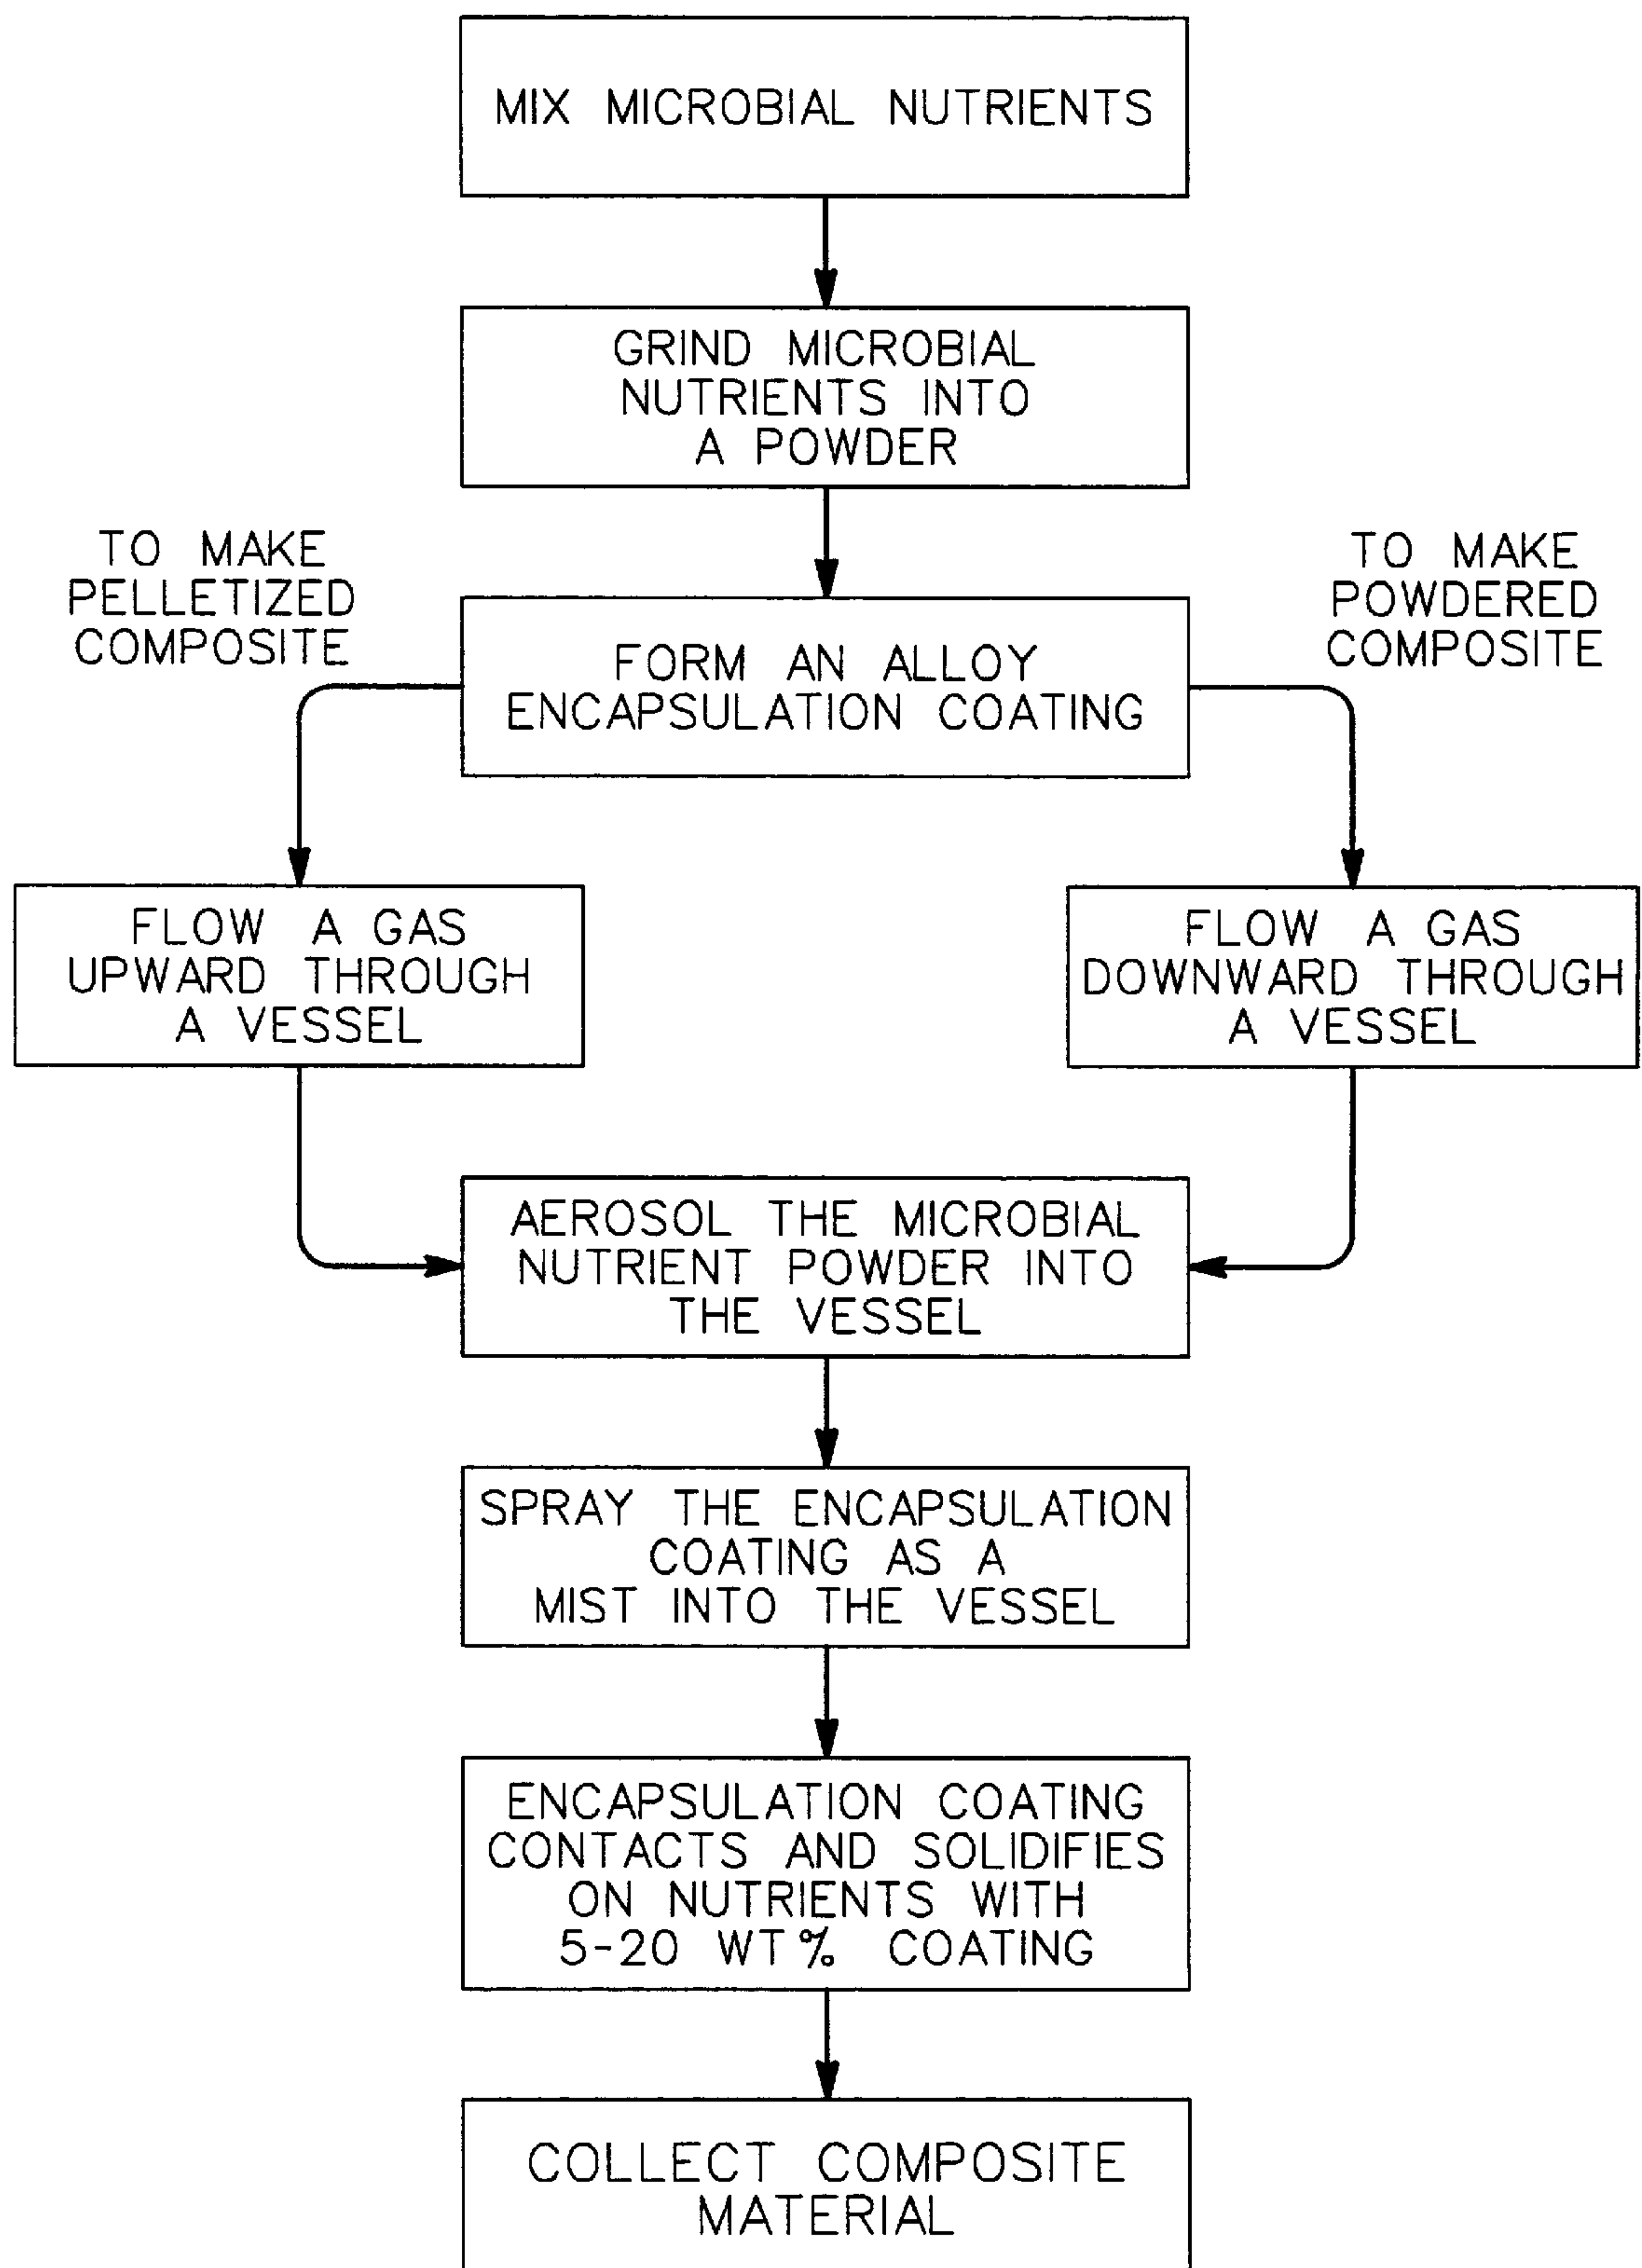 MIX MICROBIAL NUTRIENTS
GRIND MICROBIAL
NUTRIENTS INTO
A POWDER
TO MAKE
PELLETIZED
COMPOSITE
TO MAKE
POWDERED
COMPOSITE
FORM AN ALLOY
ENCAPSULATION COATING
FLOW A GAS
UPWARD THROUGH
A VESSEL
FLOW A GAS
DOWNWARD THROUGH
A VESSEL
AEROSOL THE MICROBIAL
NUTRIENT POWDER INTO
THE VESSEL
SPRAY THE ENCAPSULATION
COATING AS A
MIST INTO THE VESSEL
ENCAPSULATION COATING
CONTACTS AND SOLIDIFIES
ON NUTRIENTS WITH
5-20 WT% COATING
COLLECT COMPOSITE
MATERIAL